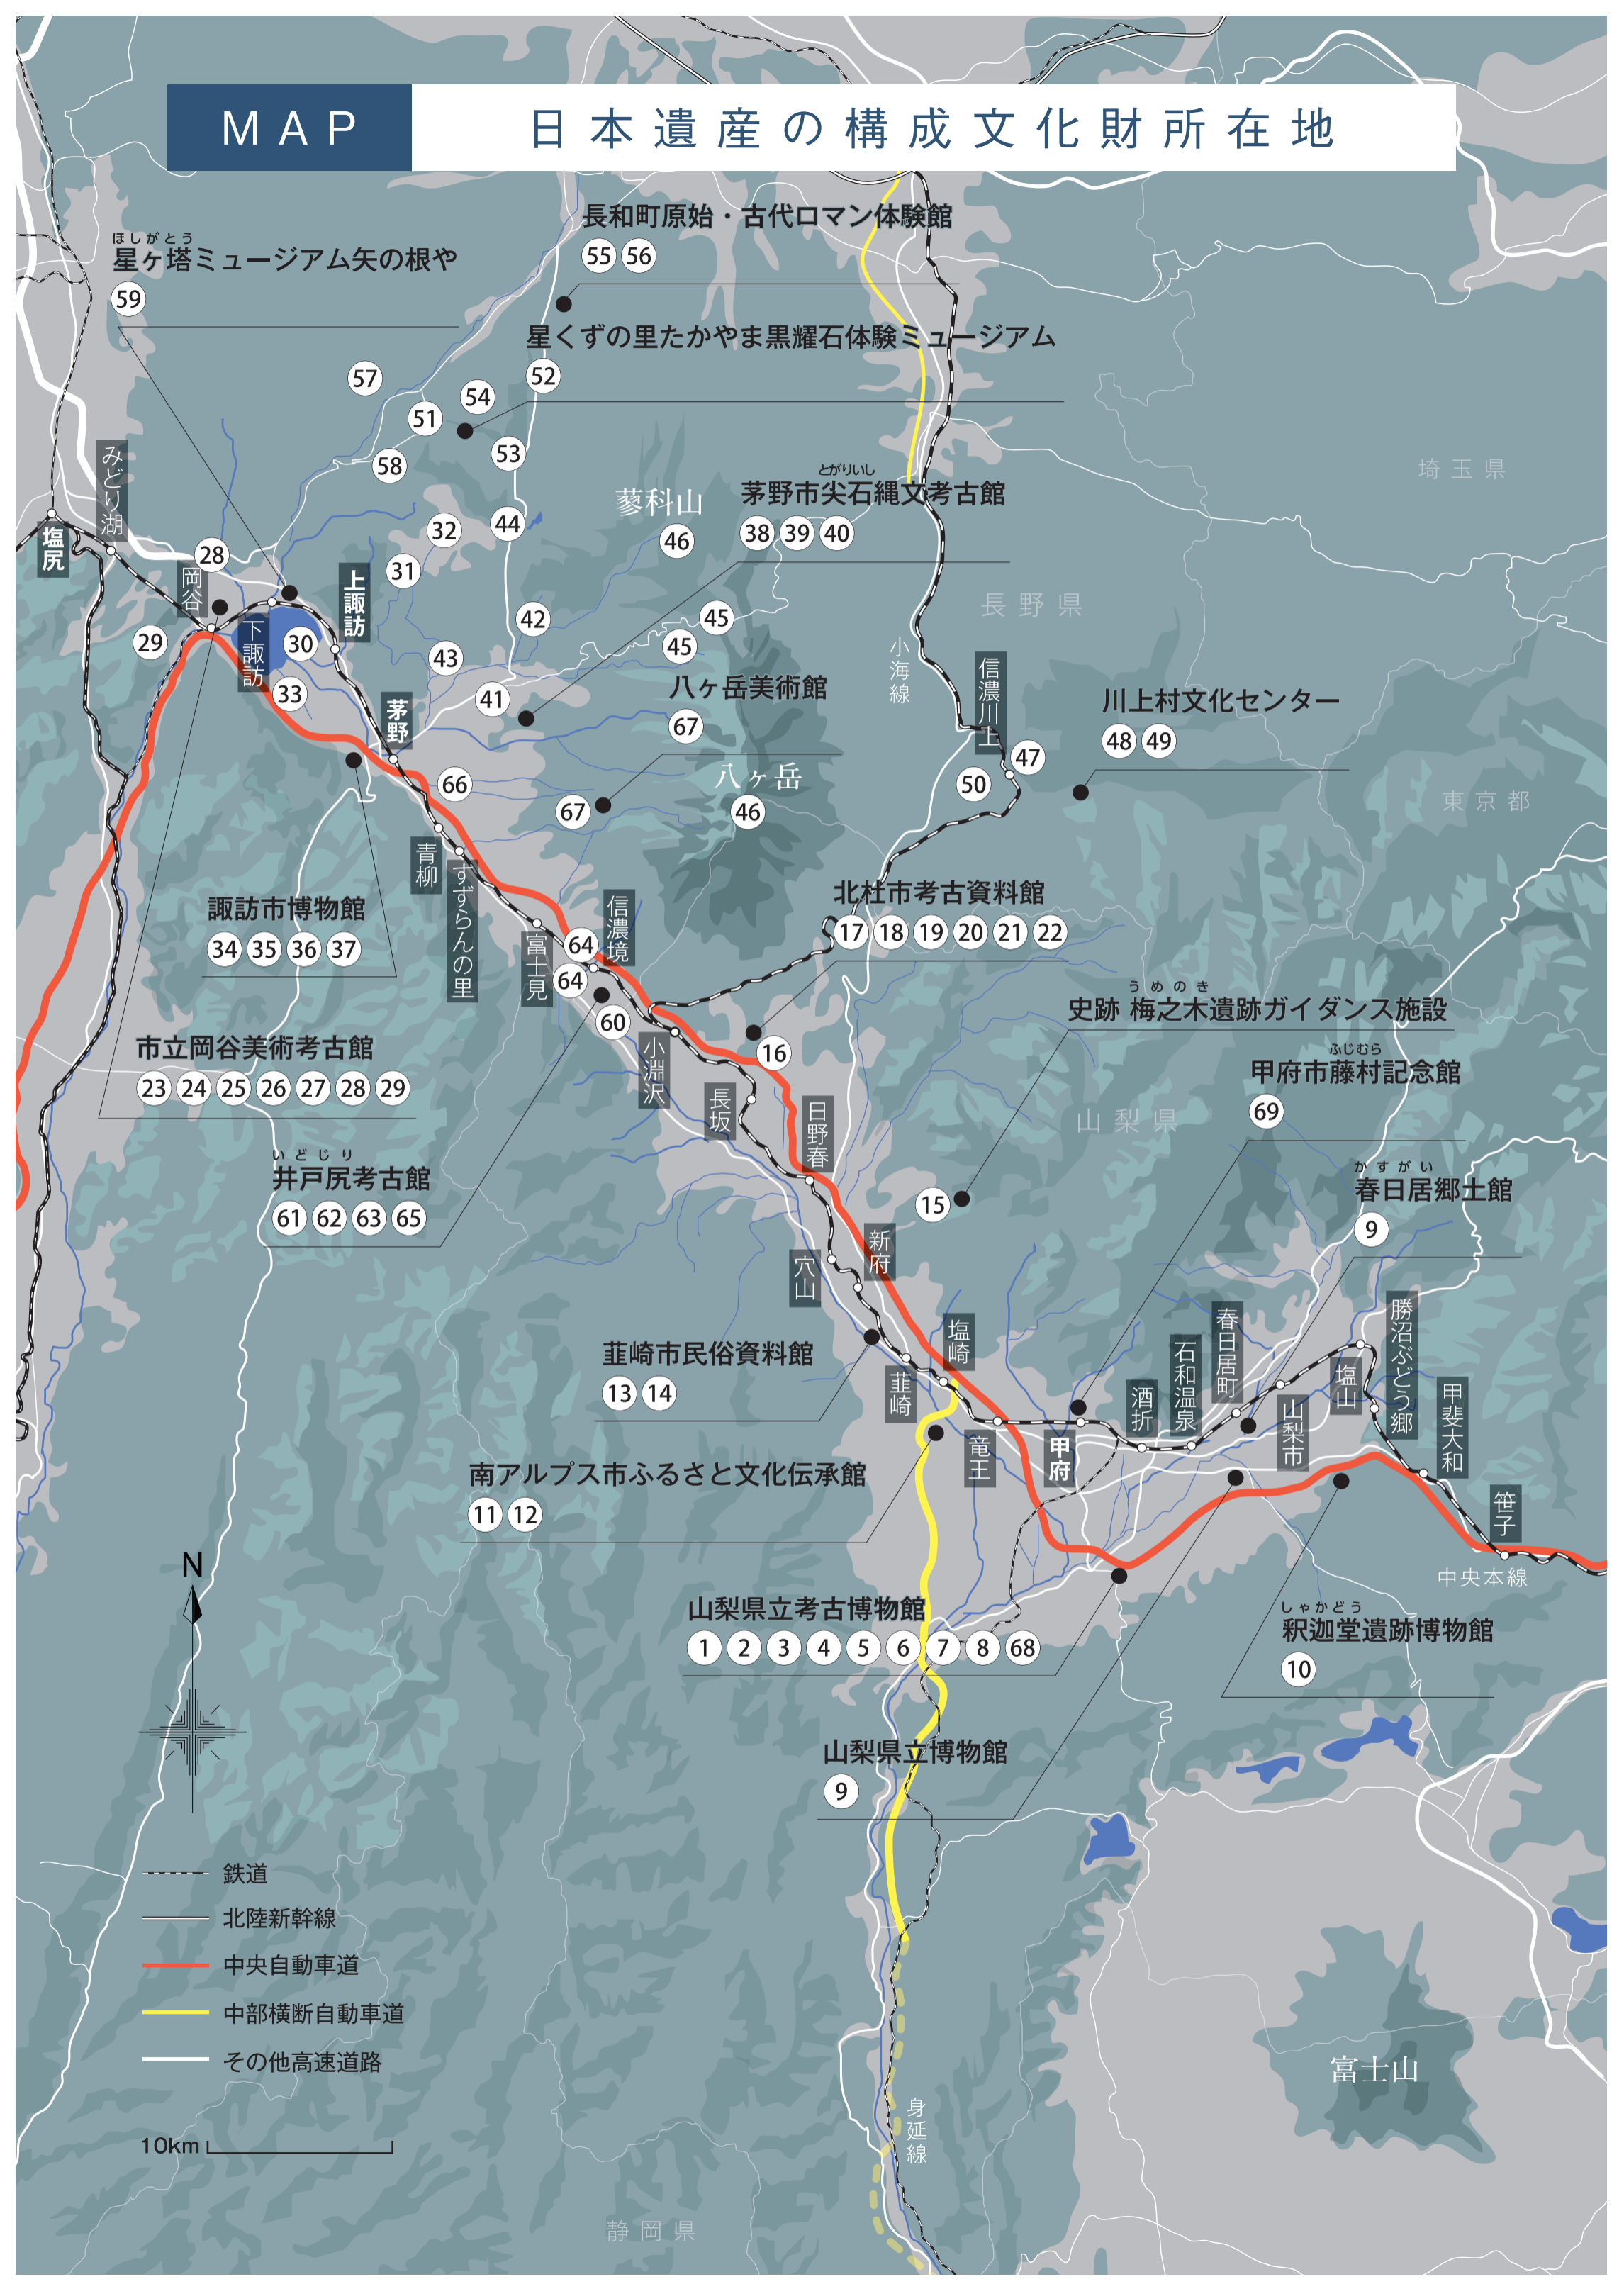 MAP
日本遺産の構成文化財所在地
長和町原始・古代ロマン体験館
55 56
ほしがとう
星ヶ塔ミュージアム矢の根や
59
星くずの里たかやま黒耀石体験ミュージアム
57
52
54
51
53
58
埼玉県
みどり湖
とがりいし
茅野市尖石縄文考古館
38 39 40
蓼科山
46
32
44
塩尻
28
岡谷
31
上諏訪
長野県
42
45
45
29
下諏訪
30
43
小海線
信濃川上
33
41
茅野
八ヶ岳美術館
67
川上村文化センター
48 49
47
50
八ヶ岳
46
66
67
東京都
青柳
すずらんの里
諏訪市博物館
34 35 36 37
北杜市考古資料館
17 18 19 20 21 22
信濃境
富士見
64
64
60
うめのき
史跡 梅之木遺跡ガイダンス施設
市立岡谷美術考古館
23 24 25 26 27 28 29
小淵沢
16
長坂
日野春
ふじむら
甲府市藤村記念館
69
山梨県
いどじり
井戸尻考古館
61 62 63 65
かすがい
春日居郷土館
9
15
新府
穴山
韮崎市民俗資料館
13 14
塩崎
韮崎
春日居町
石和温泉
酒折
勝沼ぶどう郷
塩山
山梨市
甲斐大和
竜王
甲府
笹子
南アルプス市ふるさと文化伝承館
11 12
中央本線
N
山梨県立考古博物館
1 2 3 4 5 6 7 8 68
しゃかどう
釈迦堂遺跡博物館
10
山梨県立博物館
9
鉄道
北陸新幹線
中央自動車道
中部横断自動車道
その他高速道路
10km
富士山
身延線
静岡県